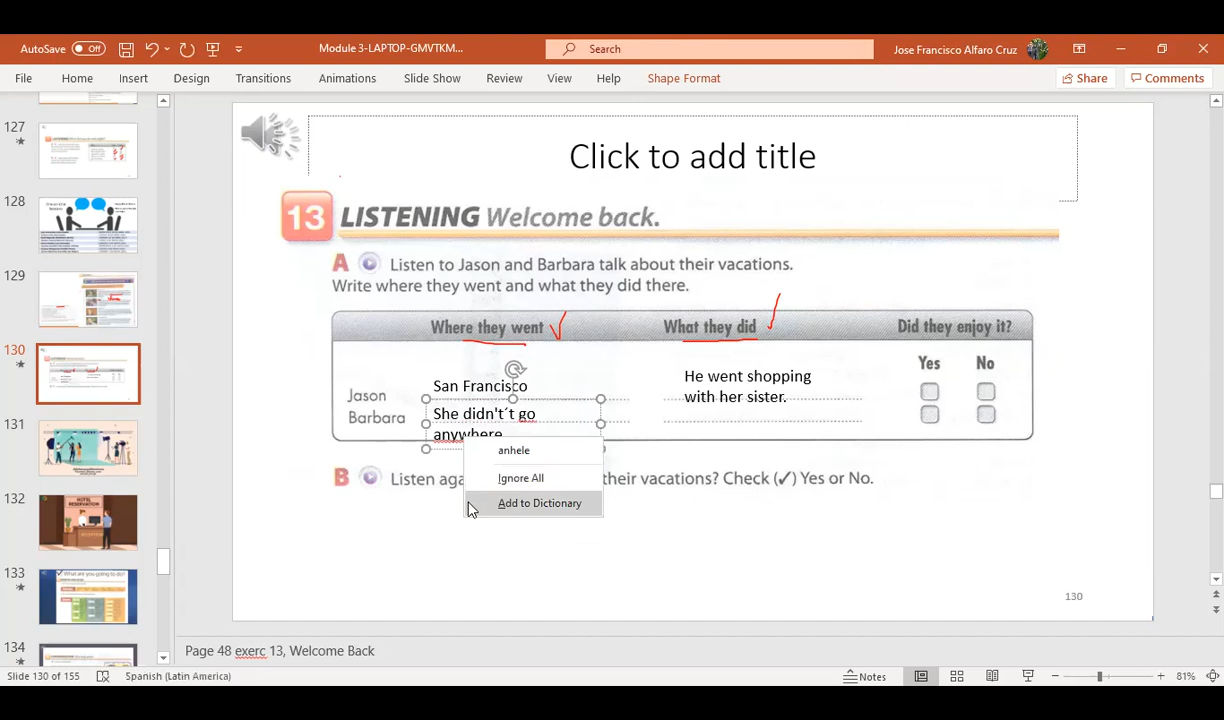 AutoSave Off Module 3-LAPTOP-GMVTKM... Search Jose Francisco Alfaro Cruz
File Home Insert Design Transitions Animations Slide Show Review View Help Shape Format Share Comments
127
128
129
130
131
132
133
134
Click to add title
13 LISTENING Welcome back.
A Listen to Jason and Barbara talk about their vacations.
Write where they went and what they did there.
Where they went What they did Did they enjoy it?
Yes No
Jason San Francisco He went shopping
with her sister.
Barbara She didn't´t go
anywhere
anhele
Ignore All
Add to Dictionary
B Listen aga their vacations? Check (✓) Yes or No.
130
Page 48 exerc 13, Welcome Back
Slide 130 of 155 Spanish (Latin America) Notes 81%